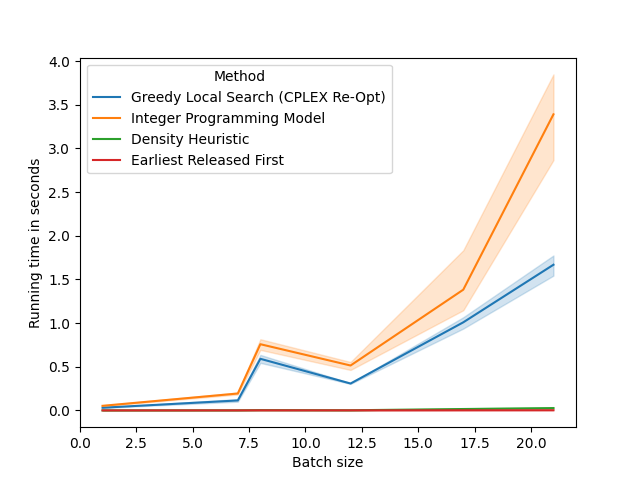 4.0
3.5
3.0
2.5
2.0
1.5
1.0
0.5
0.0
Running time in seconds
Method
Greedy Local Search (CPLEX Re-Opt)
Integer Programming Model
Density Heuristic
Earliest Released First
0.0 2.5 5.0 7.5 10.0 12.5 15.0 17.5 20.0
Batch size